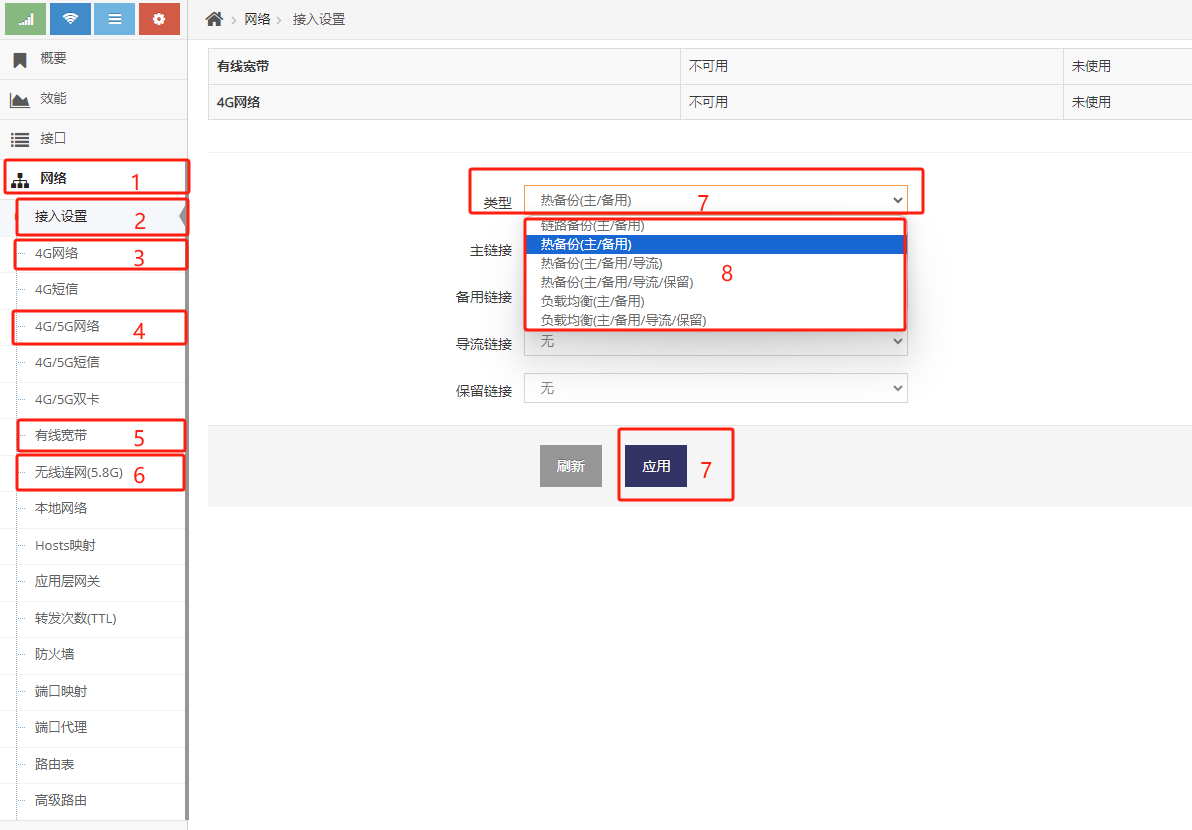 网络 接入设置
概要
效能
接口
网络 1
接入设置 2
4G网络 3
4G短信
4G/5G网络 4
4G/5G短信
4G/5G双卡
有线宽带 5
无线连网(5.8G) 6
本地网络
Hosts映射
应用层网关
转发次数(TTL)
防火墙
端口映射
端口代理
路由表
高级路由
有线宽带 不可用 未使用
4G网络 不可用 未使用
类型 热备份(主/备用) 7
链路备份(主/备用)
主链接 热备份(主/备用)
热备份(主/备用/导流) 8
热备份(主/备用/导流/保留)
备用链接 负载均衡(主/备用)
负载均衡(主/备用/导流/保留)
导流链接 无
保留链接 无
刷新 应用 7